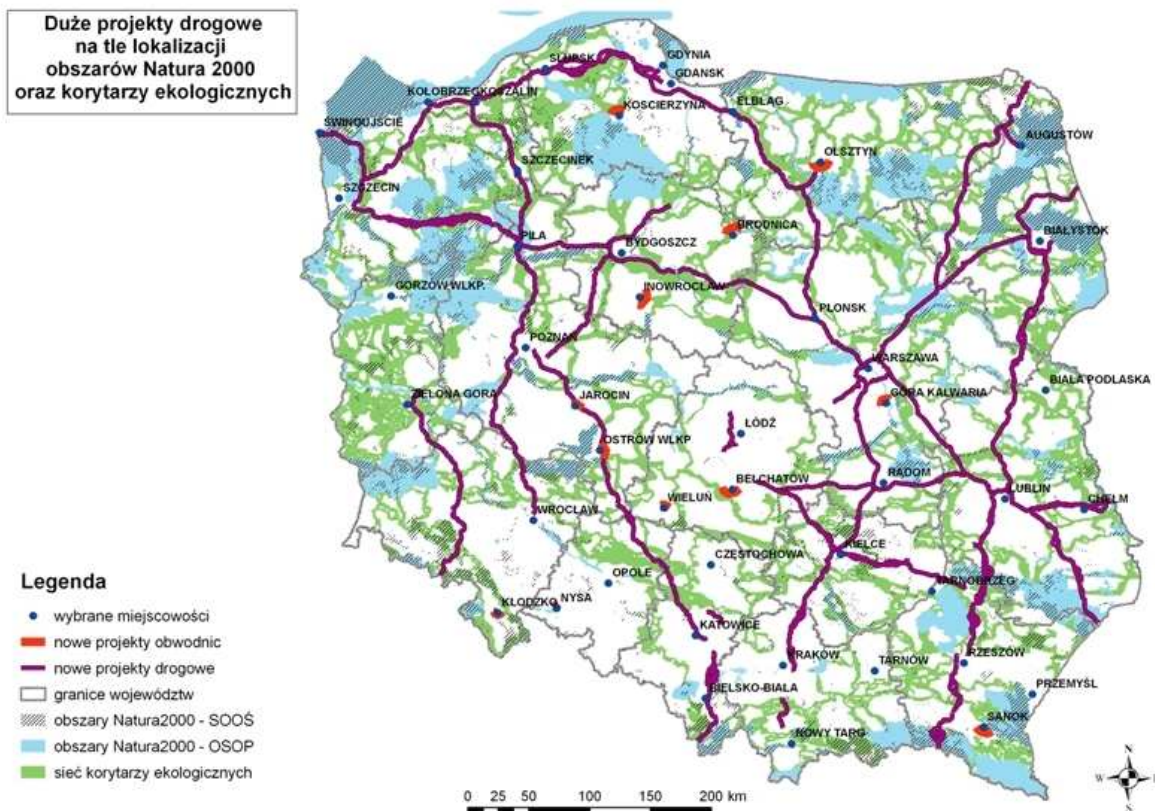 Duże projekty drogowe
na tle lokalizacji
obszarów Natura 2000
oraz korytarzy ekologicznych
SŁUPSK
GDYNIA
GDAŃSK
KOŁOBRZEG
KOSZALIN
KOŚCIERZYNA
ELBLĄG
ŚWINOUJŚCIE
AUGUSTÓW
OLSZTYN
SZCZECINEK
SZCZECIN
BRODNICA
BIAŁYSTOK
PIŁA
BYDGOSZCZ
GORZÓW WLKP.
INOWROCŁAW
PŁOŃSK
POZNAŃ
WARSZAWA
BIAŁA PODLASKA
ZIELONA GÓRA
JAROCIN
GÓRA KALWARIA
ŁÓDŹ
OSTRÓW WLKP
BEŁCHATÓW
RADOM
LUBLIN
CHEŁM
WIELUŃ
WROCŁAW
KIELCE
CZĘSTOCHOWA
OPOLE
TARNOBRZEG
KŁODZKO
NYSA
KATOWICE
KRAKÓW
TARNÓW
RZESZÓW
PRZEMYŚL
BIELSKO-BIAŁA
SANOK
NOWY TARG
Legenda
wybrane miejscowości
nowe projekty obwodnic
nowe projekty drogowe
granice województw
obszary Natura2000 - SOOŚ
obszary Natura2000 - OSOP
sieć korytarzy ekologicznych
0 25 50 100 150 200 km
N
W E
S